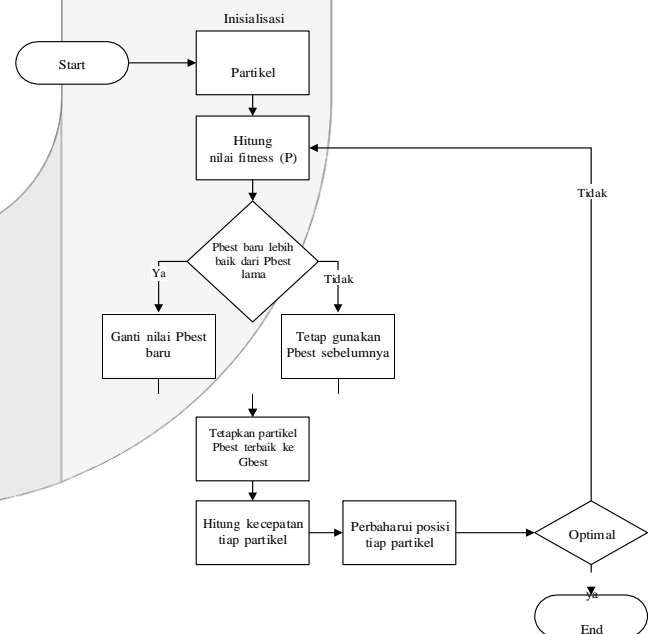 Inisialisasi
Start
Partikel
Hitung
nilai fitness (P)
Tidak
Pbest baru lebih
baik dari Pbest
lama
Ya
Tidak
Ganti nilai Pbest
baru
Tetap gunakan
Pbest sebelumnya
Tetapkan partikel
Pbest terbaik ke
Gbest
Hitung kecepatan
tiap partikel
Perbaharui posisi
tiap partikel
Optimal
ya
End